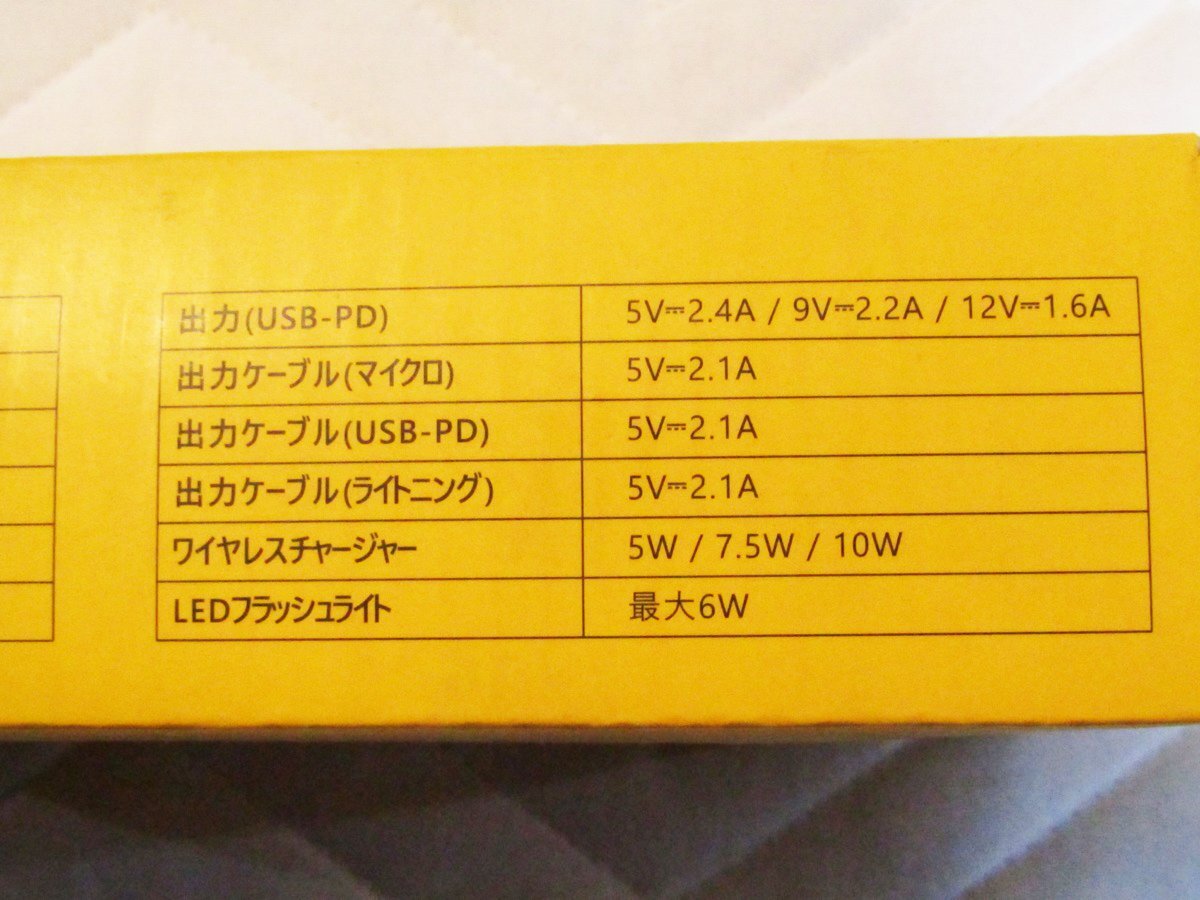 出力(USB-PD) 5V⎓2.4A / 9V⎓2.2A / 12V⎓1.6A
出力ケーブル(マイクロ) 5V⎓2.1A
出力ケーブル(USB-PD) 5V⎓2.1A
出力ケーブル(ライトニング) 5V⎓2.1A
ワイヤレスチャージャー 5W / 7.5W / 10W
LEDフラッシュライト 最大6W